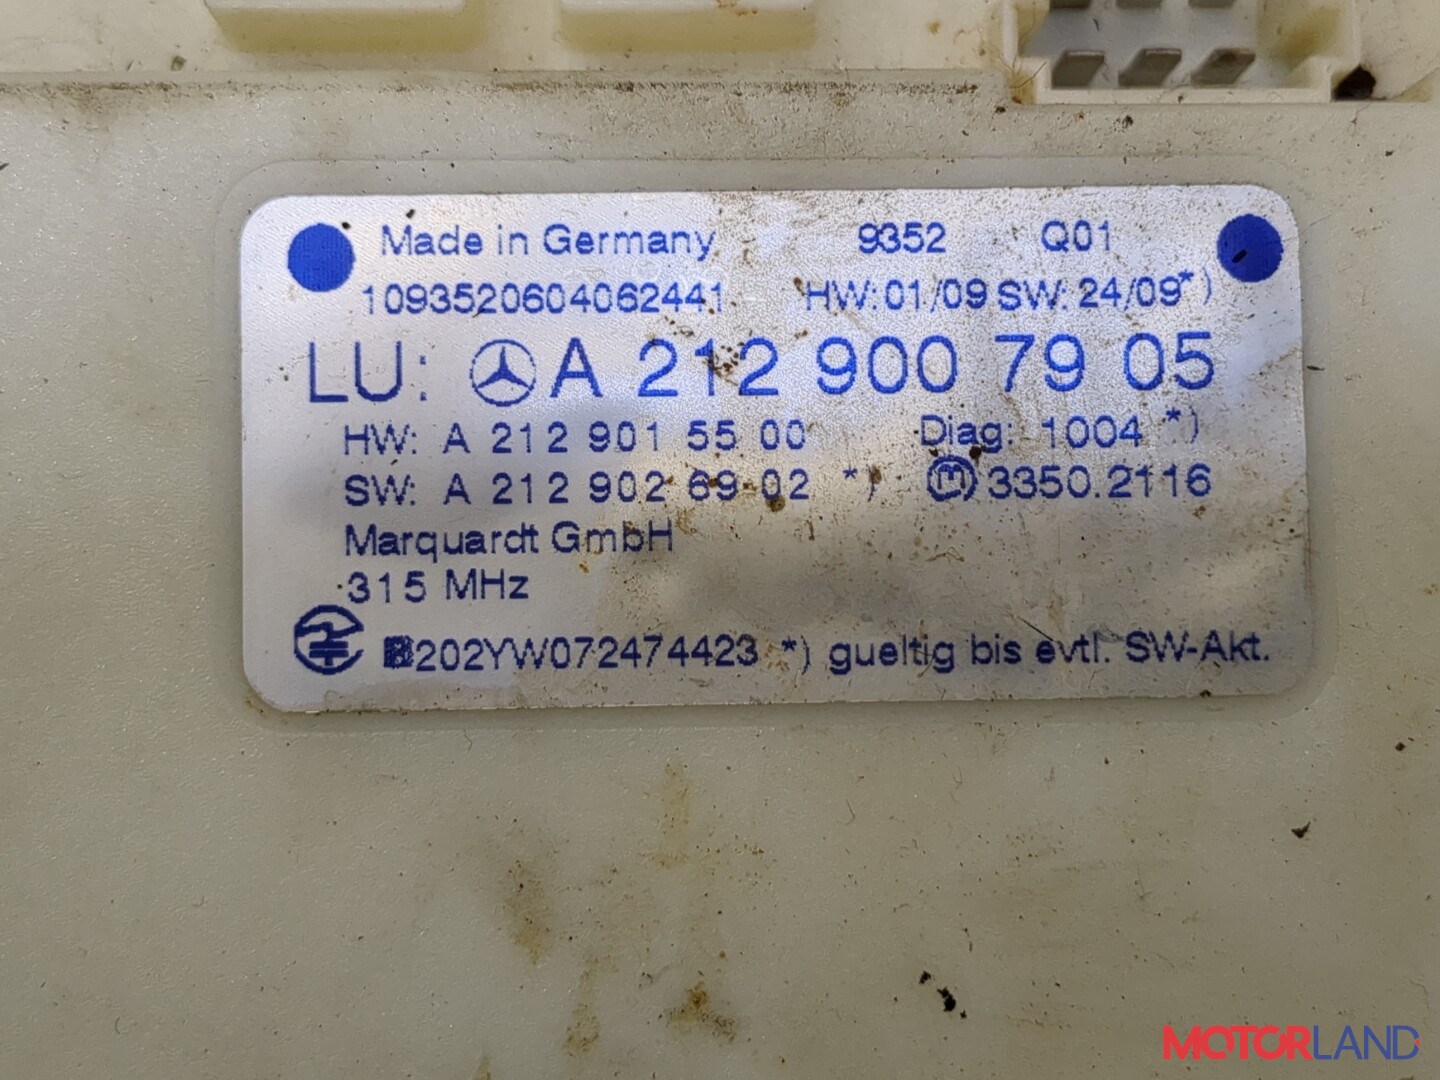 Made in Germany 9352 Q01
1093520604062441 HW: 01/09 SW: 24/09 *)
LU: A 212 900 79 05
HW: A 212 901 55 00 Diag: 1004 *)
SW: A 212 902 69 02 *) 3350.2116
Marquardt GmbH
315 MHz
R 202YW072474423 *) gueltig bis evtl. SW-Akt.
MOTORLAND